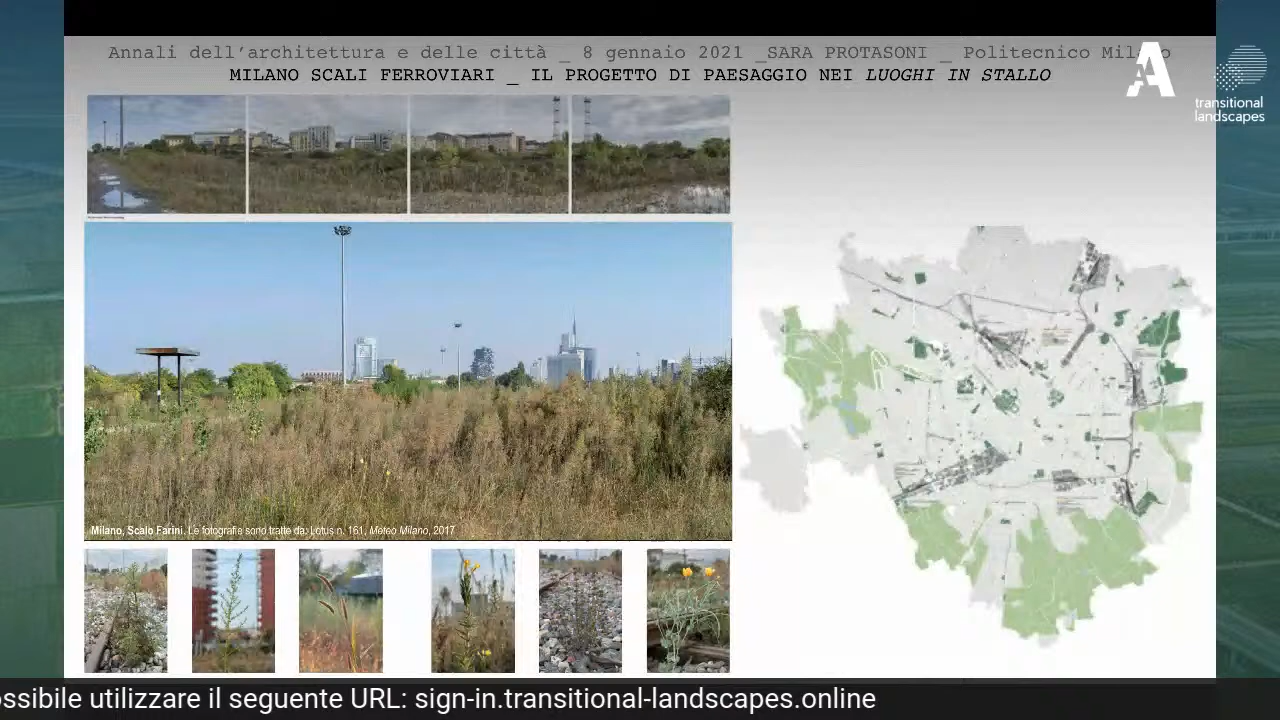 Annali dell'architettura e delle città _ 8 gennaio 2021 _SARA PROTASONI _ Politecnico Milano
MILANO SCALI FERROVIARI _ IL PROGETTO DI PAESAGGIO NEI LUOGHI IN STALLO
A
transitional
landscapes
Milano, Scalo Farini. Le fotografie sono tratte da: Lotus n. 161, Meteo Milano, 2017
ossibile utilizzare il seguente URL: sign-in.transitional-landscapes.online